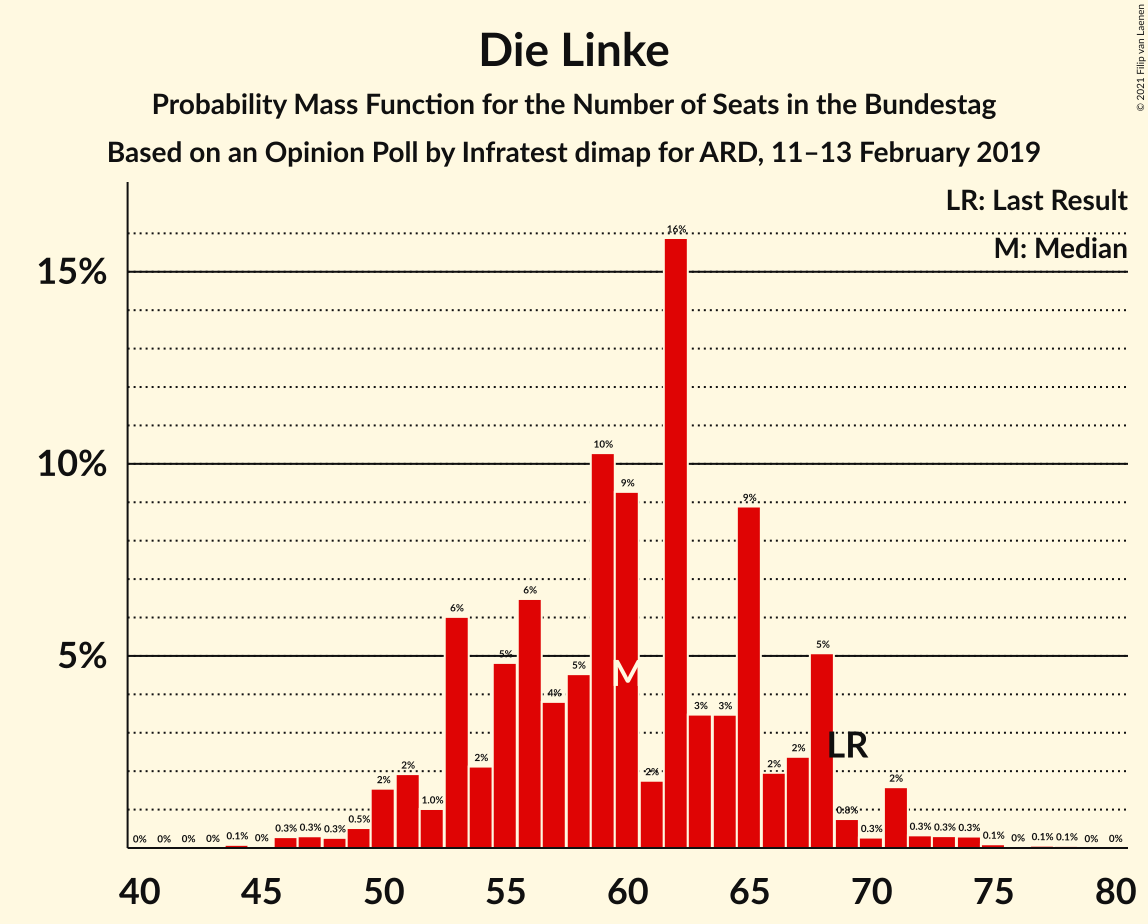 Die Linke
Probability Mass Function for the Number of Seats in the Bundestag
Based on an Opinion Poll by Infratest dimap for ARD, 11–13 February 2019
© 2021 Filip van Laenen
LR: Last Result
M: Median
15%
10%
5%
0% 0% 0% 0% 0.1% 0% 0.3% 0.3% 0.3% 0.5% 2% 2% 1.0% 6% 2% 5% 6% 4% 5% 10% 9% 2% 16% 3% 3% 9% 2% 2% 5% 0.8% 0.3% 2% 0.3% 0.3% 0.3% 0.1% 0% 0.1% 0.1% 0% 0%
M
LR
40 45 50 55 60 65 70 75 80